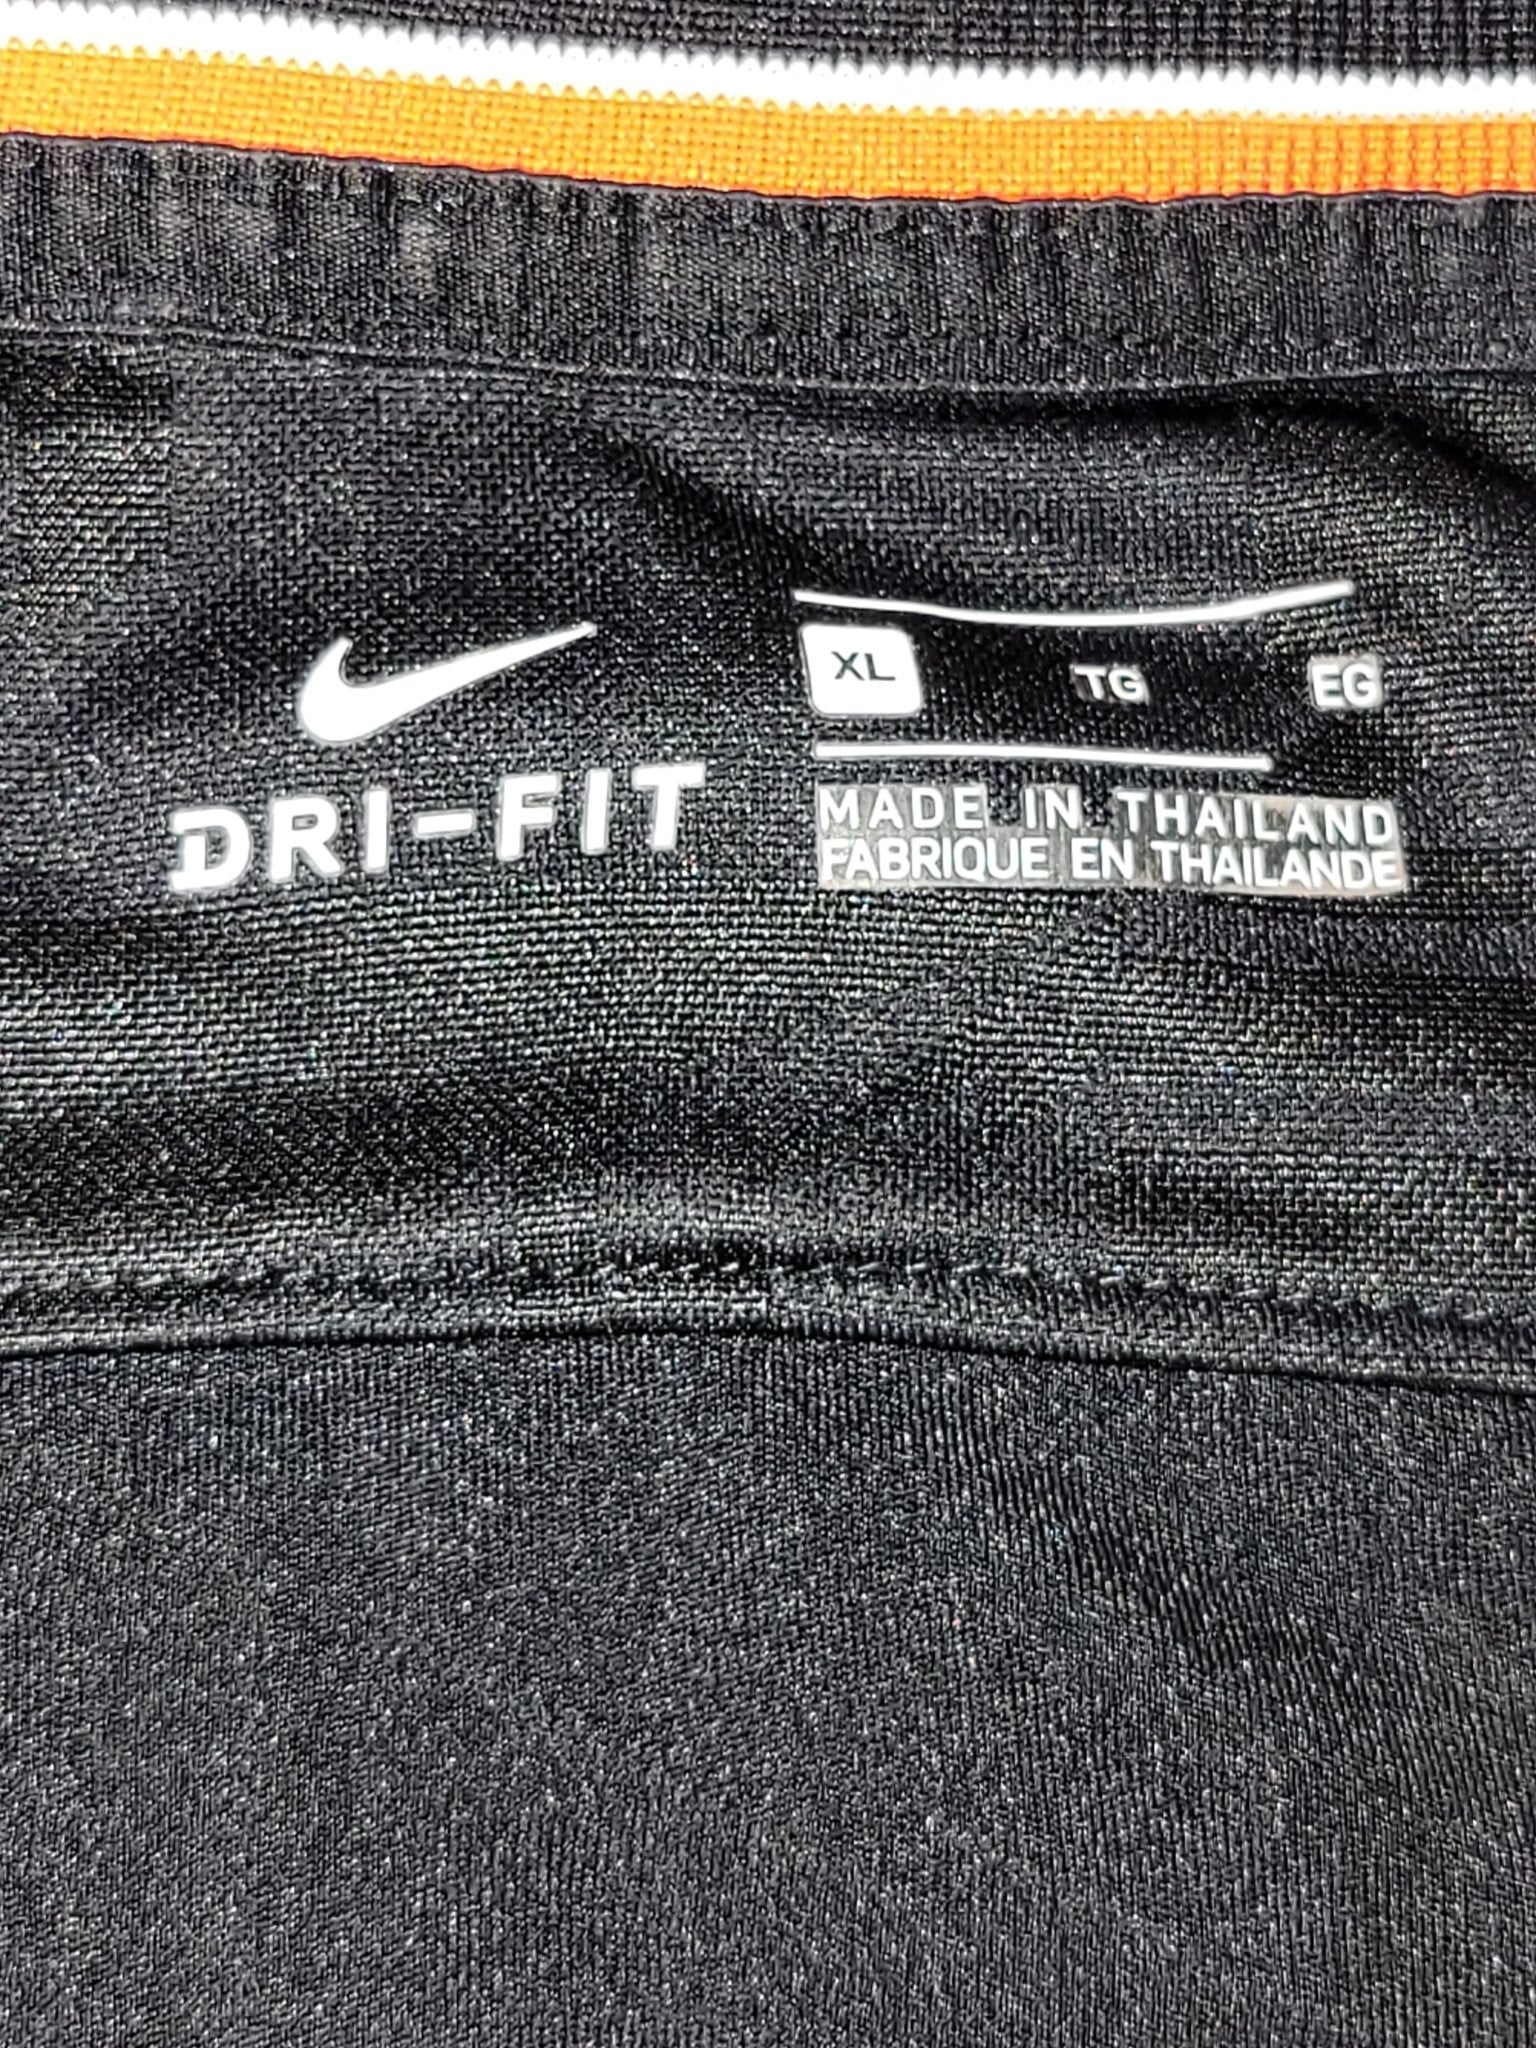 DRI-FIT
XL TG EG
MADE IN THAILAND
FABRIQUE EN THAILANDE